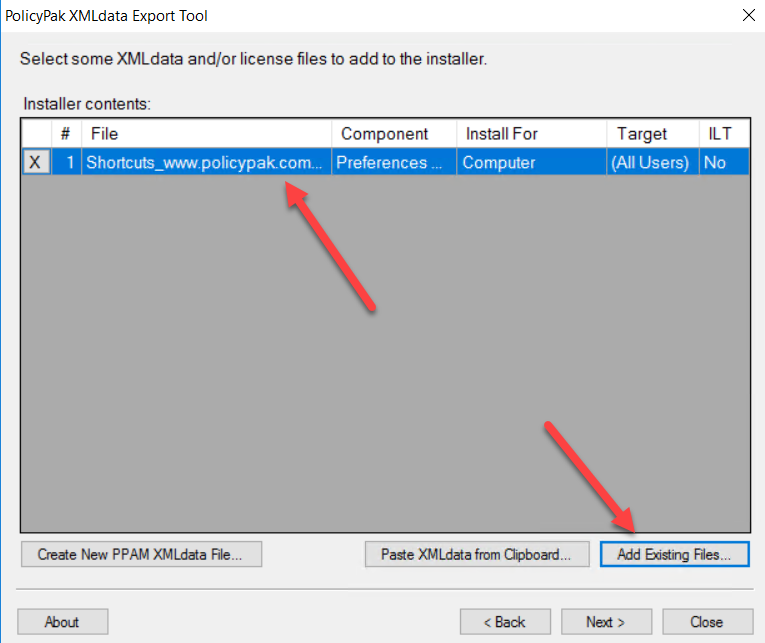 PolicyPak XMLdata Export Tool
Select some XMLdata and/or license files to add to the installer.
Installer contents:
# File Component Install For Target ILT
X 1 Shortcuts_www.policypak.com... Preferences ... Computer (All Users) No
Create New PPAM XMLdata File... Paste XMLdata from Clipboard... Add Existing Files...
About < Back Next > Close